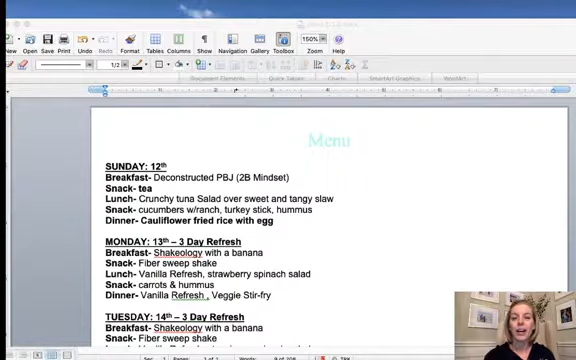 New Open Save Print Undo Redo Format Tables Columns Show Navigation Gallery Toolbox Zoom Help
150%
1/2
Document Elements Quick Tables Charts SmartArt Graphics WordArt
Menu
SUNDAY: 12th
Breakfast- Deconstructed PBJ (2B Mindset)
Snack- tea
Lunch- Crunchy tuna Salad over sweet and tangy slaw
Snack- cucumbers w/ranch, turkey stick, hummus
Dinner- Cauliflower fried rice with egg
MONDAY: 13th – 3 Day Refresh
Breakfast- Shakeology with a banana
Snack- Fiber sweep shake
Lunch- Vanilla Refresh, strawberry spinach salad
Snack- carrots & hummus
Dinner- Vanilla Refresh , Veggie Stir-fry
TUESDAY: 14th – 3 Day Refresh
Breakfast- Shakeology with a banana
Snack- Fiber sweep shake